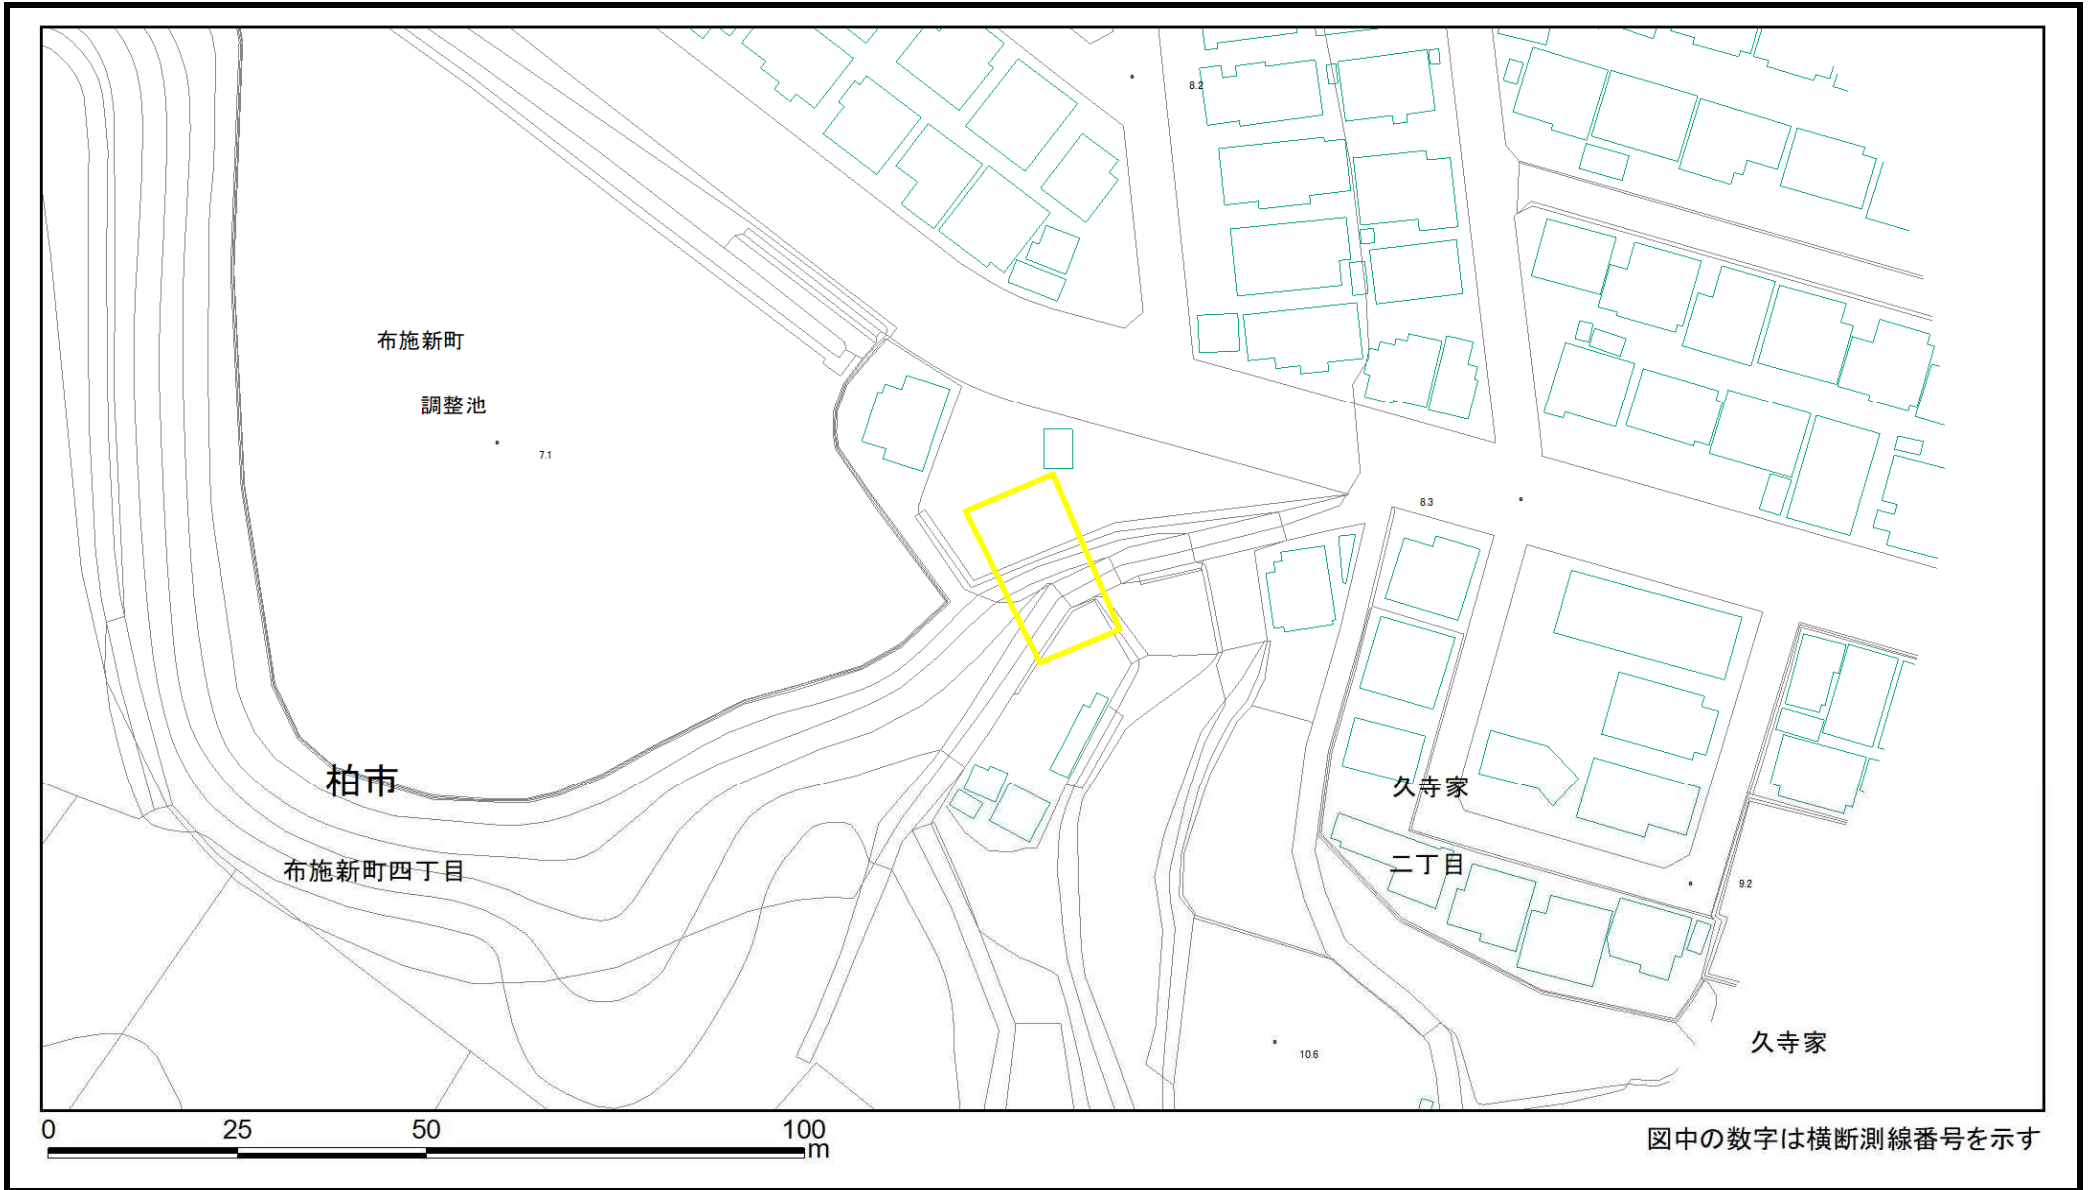 8.2
布施新町
調整池
7.1
8.3
柏市
久寺家
布施新町四丁目
二丁目
9.2
久寺家
10.6
0 25 50 100
m
図中の数字は横断測線番号を示す